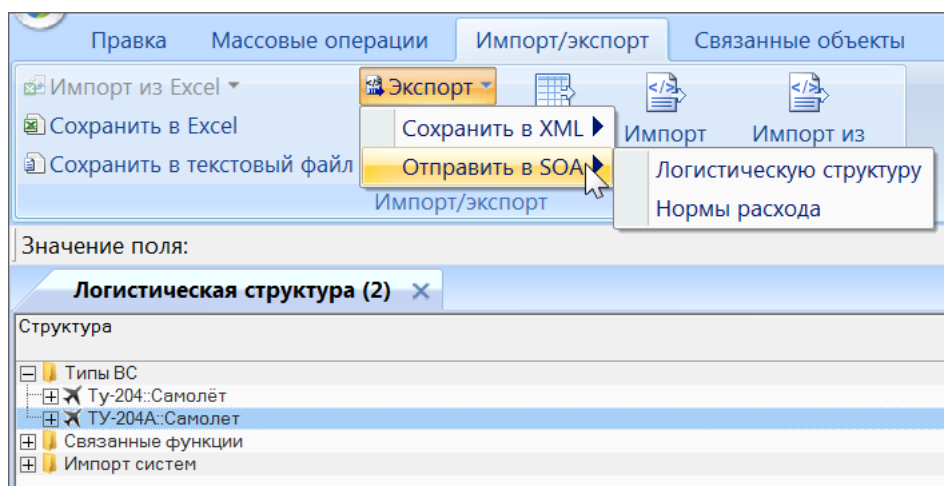 Правка Массовые операции Импорт/экспорт Связанные объекты
Импорт из Excel Экспорт
Сохранить в Excel Сохранить в XML Импорт Импорт из
Сохранить в текстовый файл Отправить в SOA Логистическую структуру
Импорт/экспорт Нормы расхода
Значение поля:
Логистическая структура (2)
Структура
Типы ВС
Ту-204::Самолёт
ТУ-204А::Самолет
Связанные функции
Импорт систем